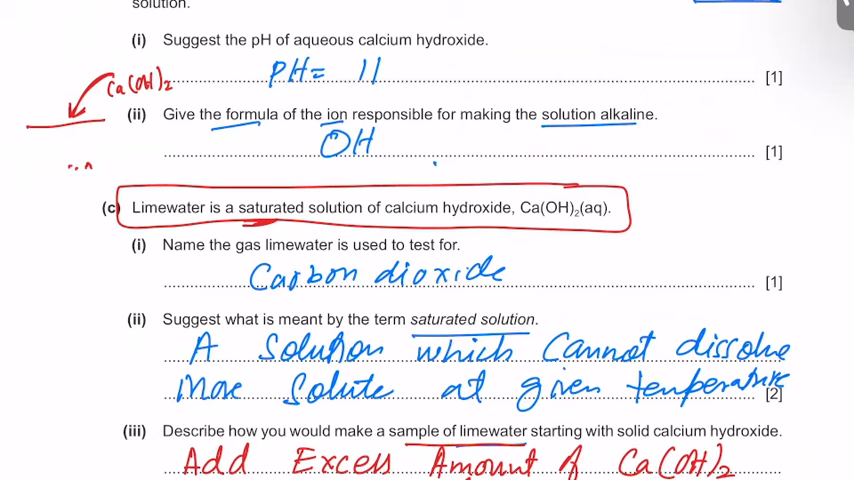 solution.
(i) Suggest the pH of aqueous calcium hydroxide.
PH = 11 [1]
Ca(OH)₂
(ii) Give the formula of the ion responsible for making the solution alkaline.
OH [1]
(c) Limewater is a saturated solution of calcium hydroxide, Ca(OH)₂(aq).
(i) Name the gas limewater is used to test for.
Carbon dioxide [1]
(ii) Suggest what is meant by the term saturated solution.
A Solution which Cannot dissolve
More Solute at given temperature [2]
(iii) Describe how you would make a sample of limewater starting with solid calcium hydroxide.
Add Excess Amount of Ca(OH)₂